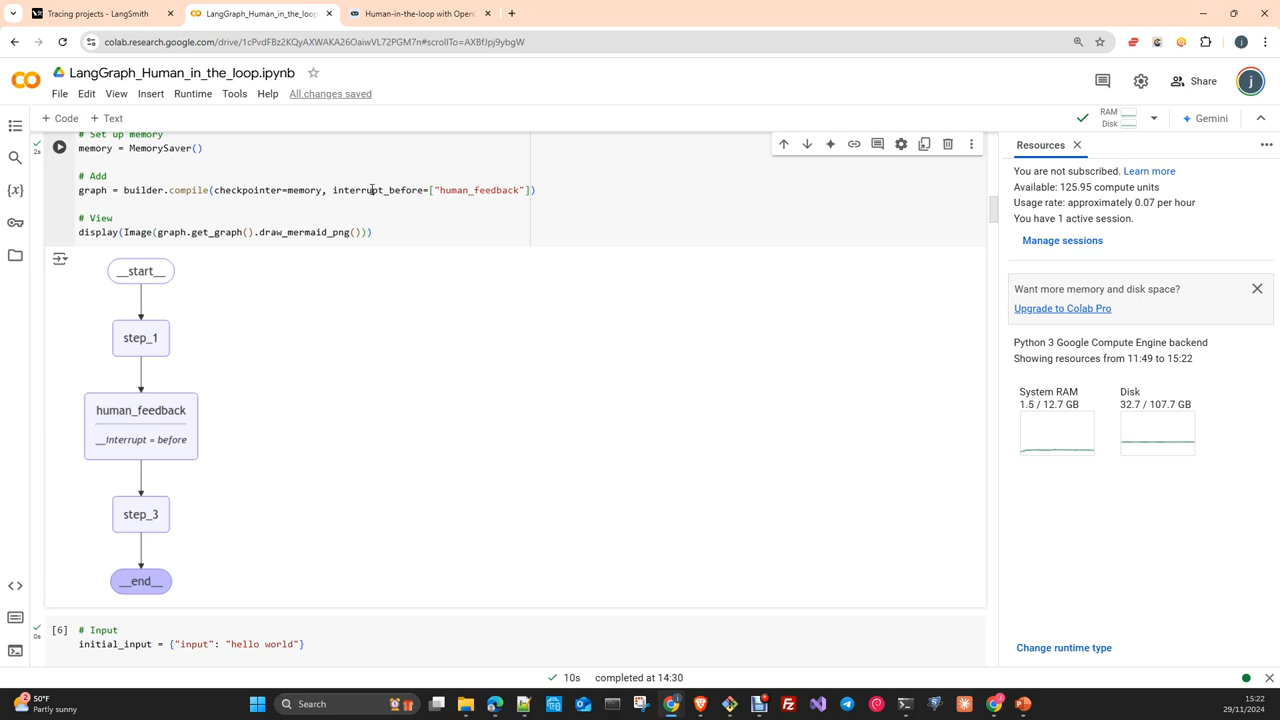 Tracing projects - LangSmith
LangGraph_Human_in_the_loop
Human-in-the-loop with Open
colab.research.google.com/drive/1cPvdFBz2KQyAXWAKA26OaiwVL72PGM7n#scrollTo=AXBfJpj9ybgW
LangGraph_Human_in_the_loop.ipynb
Share
j
File Edit View Insert Runtime Tools Help All changes saved
+ Code + Text
RAM
Disk
Gemini
# Set up memory
memory = MemorySaver()
# Add
graph = builder.compile(checkpointer=memory, interrupt_before=["human_feedback"])
# View
display(Image(graph.get_graph().draw_mermaid_png()))
__start__
step_1
human_feedback
__interrupt = before
step_3
__end__
[6] # Input
initial_input = {"input": "hello world"}
2s
0s
Resources
You are not subscribed. Learn more
Available: 125.95 compute units
Usage rate: approximately 0.07 per hour
You have 1 active session.
Manage sessions
Want more memory and disk space?
Upgrade to Colab Pro
Python 3 Google Compute Engine backend
Showing resources from 11:49 to 15:22
System RAM
1.5 / 12.7 GB
Disk
32.7 / 107.7 GB
Change runtime type
10s completed at 14:30
2
50°F
Partly sunny
Search
15:22
29/11/2024